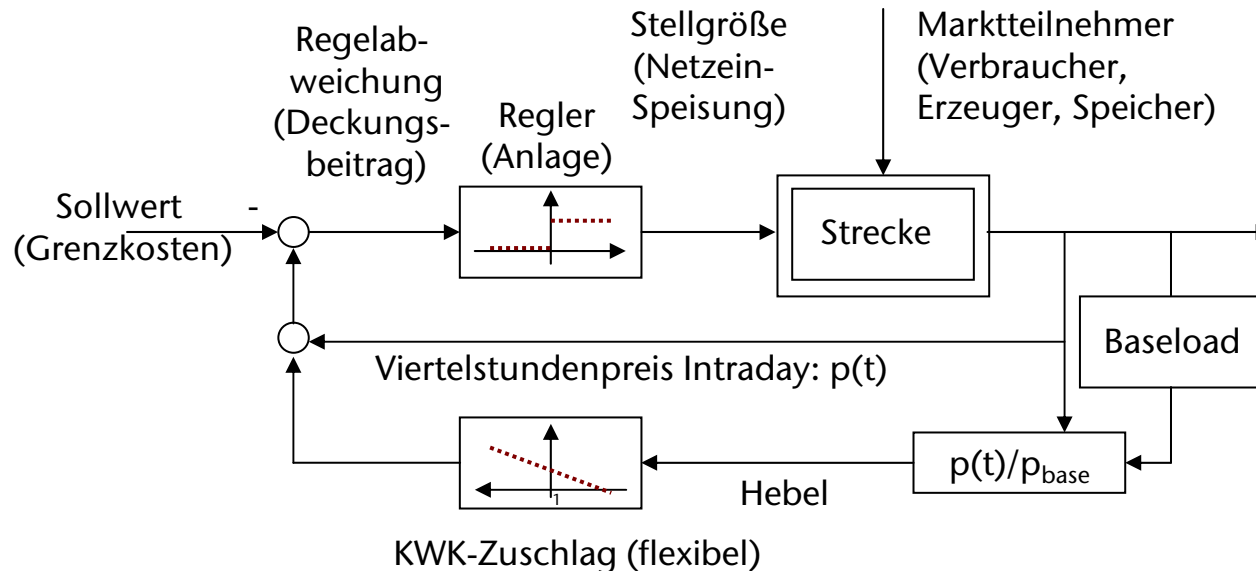 Regelab-
weichung
(Deckungs-
beitrag)
Regler
(Anlage)
Stellgröße
(Netzein-
Speisung)
Marktteilnehmer
(Verbraucher,
Erzeuger, Speicher)
Sollwert
(Grenzkosten)
-
Strecke
Baseload
Viertelstundenpreis Intraday: p(t)
1
Hebel
p(t)/pbase
KWK-Zuschlag (flexibel)